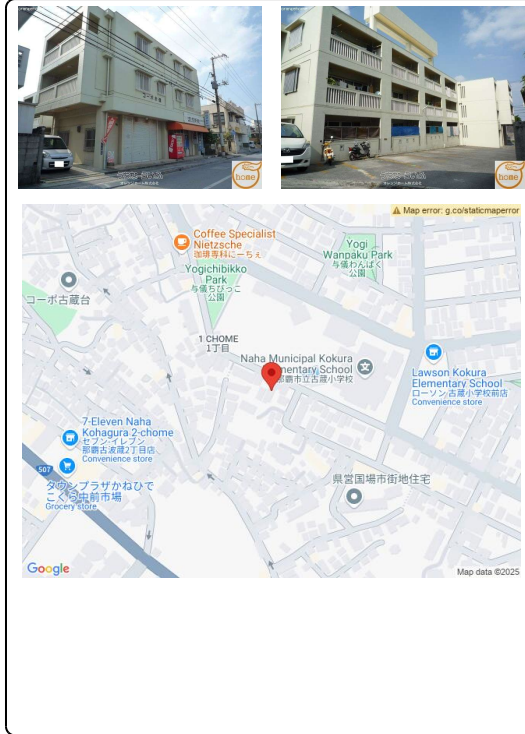 home
home
Map error: g.co/staticmaperror
Coffee Specialist
Nietzsche
珈琲専科にーちぇ
Yogi
Wanpaku Park
与儀わんぱく
公園
Yogichibikko
Park
与儀ちびっこ
公園
コーポ古蔵台
1 CHOME
1丁目
Naha Municipal Kokura
mentary School
那覇市立古蔵小学校
Lawson Kokura
Elementary School
ローソン 古蔵小学校前店
Convenience store
7-Eleven Naha
Kohagura 2-chome
セブン-イレブン
那覇古波蔵2丁目店
Convenience store
507
タウンプラザかねひで
こくら中前市場
Grocery store
県営国場市街地住宅
Google
Map data ©2025